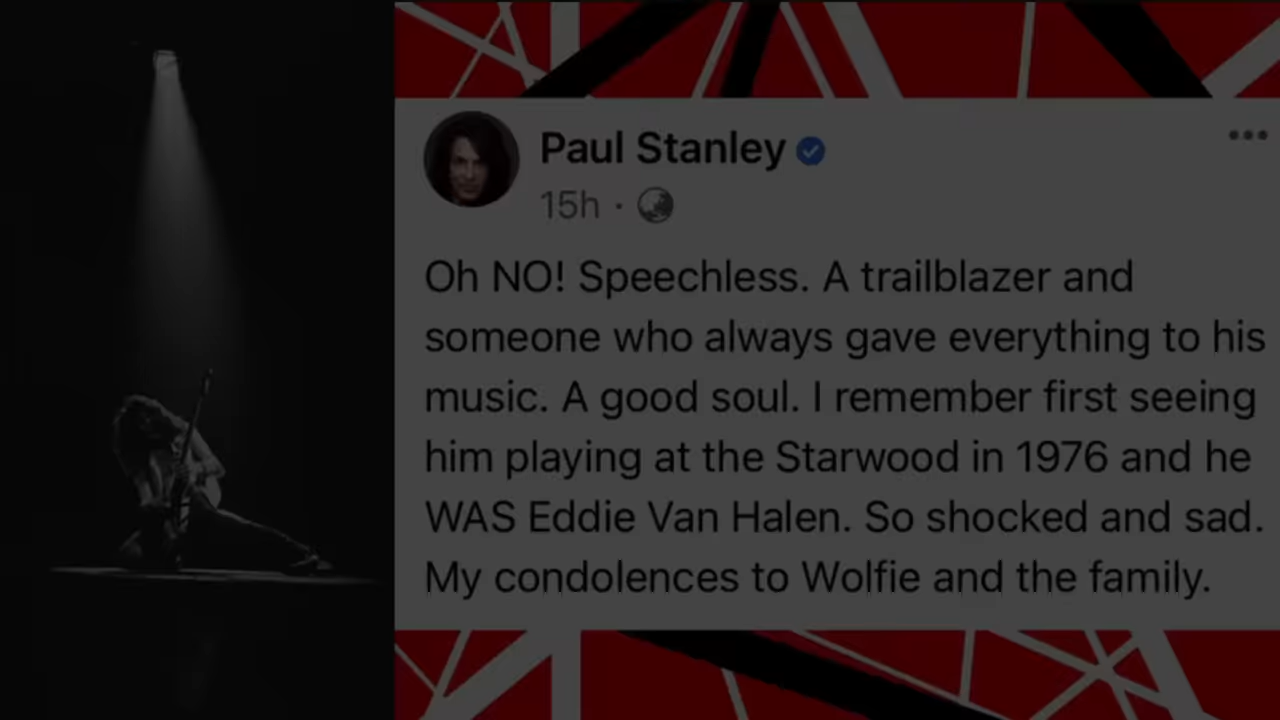 Paul Stanley
15h ·
Oh NO! Speechless. A trailblazer and
someone who always gave everything to his
music. A good soul. I remember first seeing
him playing at the Starwood in 1976 and he
WAS Eddie Van Halen. So shocked and sad.
My condolences to Wolfie and the family.